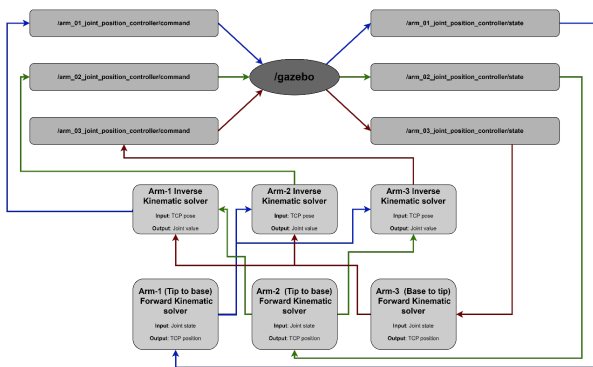 /arm_01_joint_position_controller/command
/arm_01_joint_position_controller/state
/arm_02_joint_position_controller/command
/gazebo
/arm_02_joint_position_controller/state
/arm_03_joint_position_controller/command
/arm_03_joint_position_controller/state
Arm-1 Inverse
Kinematic solver
Input: TCP pose
Output: Joint value
Arm-2 Inverse
Kinematic solver
Input: TCP pose
Output: Joint value
Arm-3 Inverse
Kinematic solver
Input: TCP pose
Output: Joint value
Arm-1 (Tip to base)
Forward Kinematic
solver
Input: Joint state
Output: TCP position
Arm-2 (Tip to base)
Forward Kinematic
solver
Input: Joint state
Output: TCP position
Arm-3 (Base to tip)
Forward Kinematic
solver
Input: Joint state
Output: TCP position